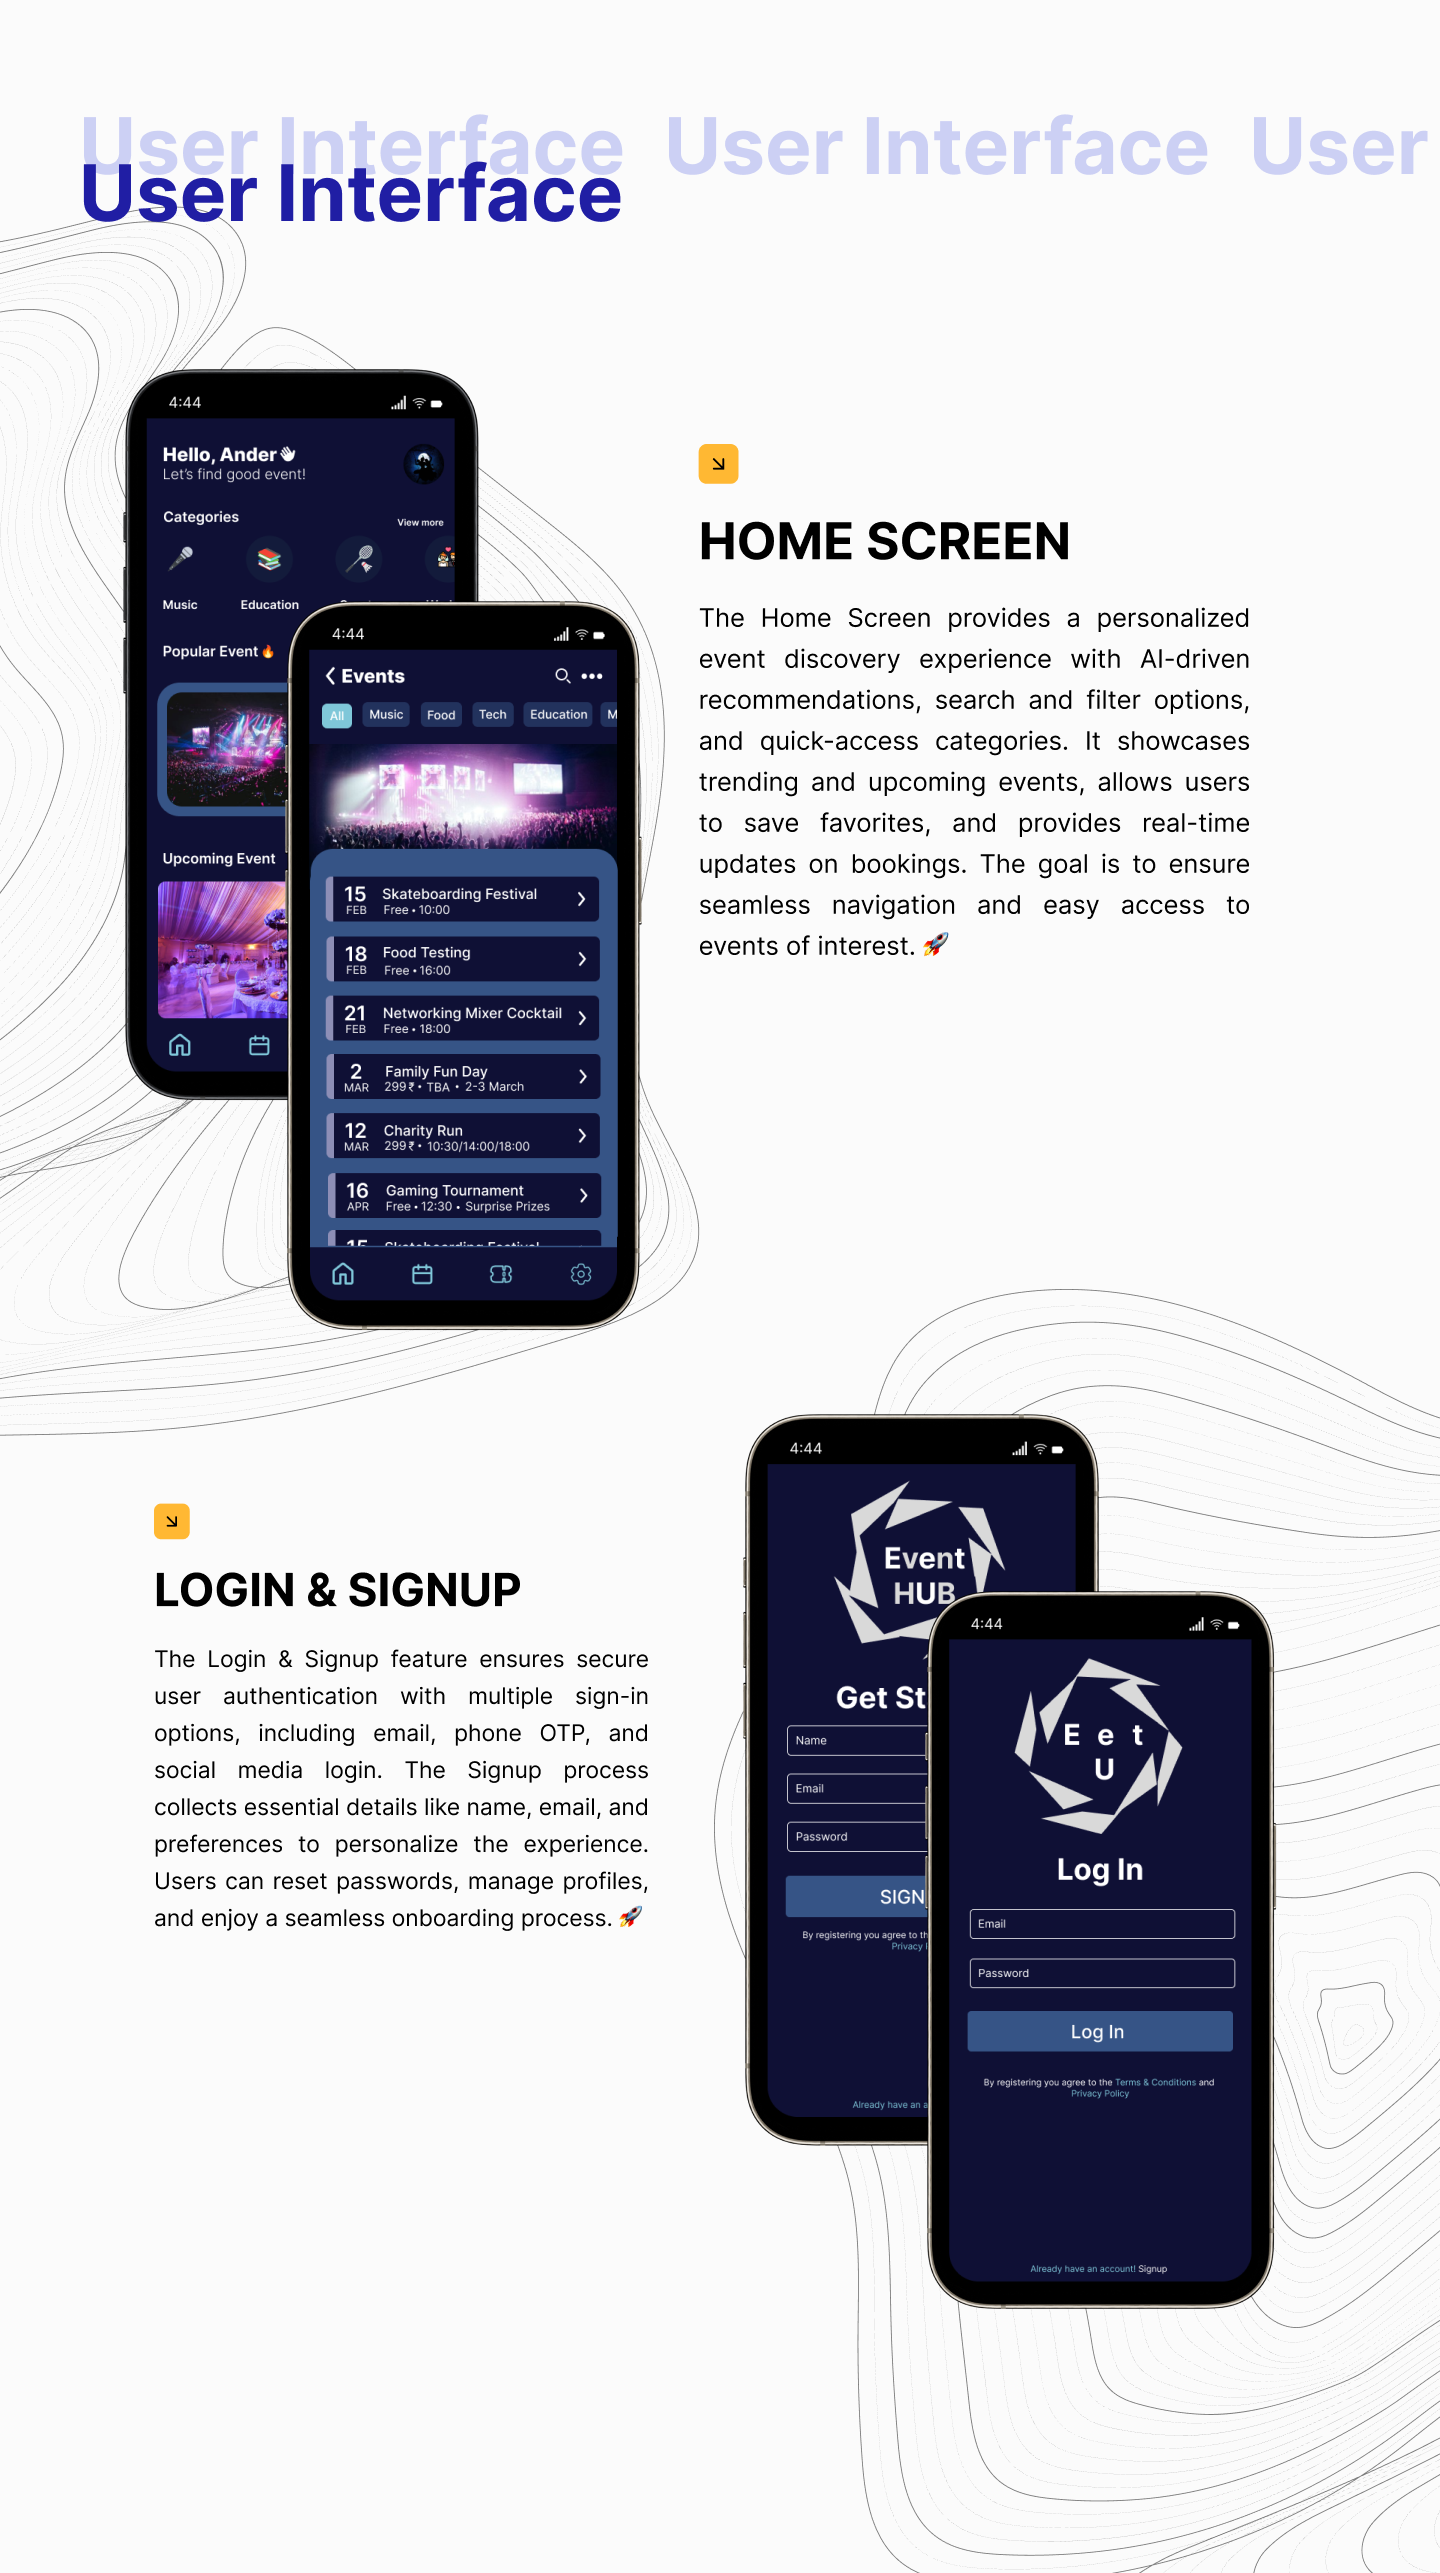 User Interface User Interface User
User Interface
4:44
Hello, Ander
Let's find good event!
Categories
View more
Music Education
Popular Event
Upcoming Event
4:44
Events
All Music Food Tech Education M
15 FEB Skateboarding Festival
Free • 10:00
18 FEB Food Testing
Free • 16:00
21 FEB Networking Mixer Cocktail
Free • 18:00
2 MAR Family Fun Day
299₹ • TBA • 2-3 March
12 MAR Charity Run
299₹ • 10:30/14:00/18:00
16 APR Gaming Tournament
Free • 12:30 • Surprise Prizes
15 Skateboarding Festival
HOME SCREEN
The Home Screen provides a personalized
event discovery experience with AI-driven
recommendations, search and filter options,
and quick-access categories. It showcases
trending and upcoming events, allows users
to save favorites, and provides real-time
updates on bookings. The goal is to ensure
seamless navigation and easy access to
events of interest. 🚀
LOGIN & SIGNUP
The Login & Signup feature ensures secure
user authentication with multiple sign-in
options, including email, phone OTP, and
social media login. The Signup process
collects essential details like name, email, and
preferences to personalize the experience.
Users can reset passwords, manage profiles,
and enjoy a seamless onboarding process. 🚀
4:44
Event
HUB
Get St
Name
Email
Password
SIGN
By registering you agree to th
Privacy
Already have an a
4:44
E e t
U
Log In
Email
Password
Log In
By registering you agree to the Terms & Conditions and
Privacy Policy
Already have an account! Signup